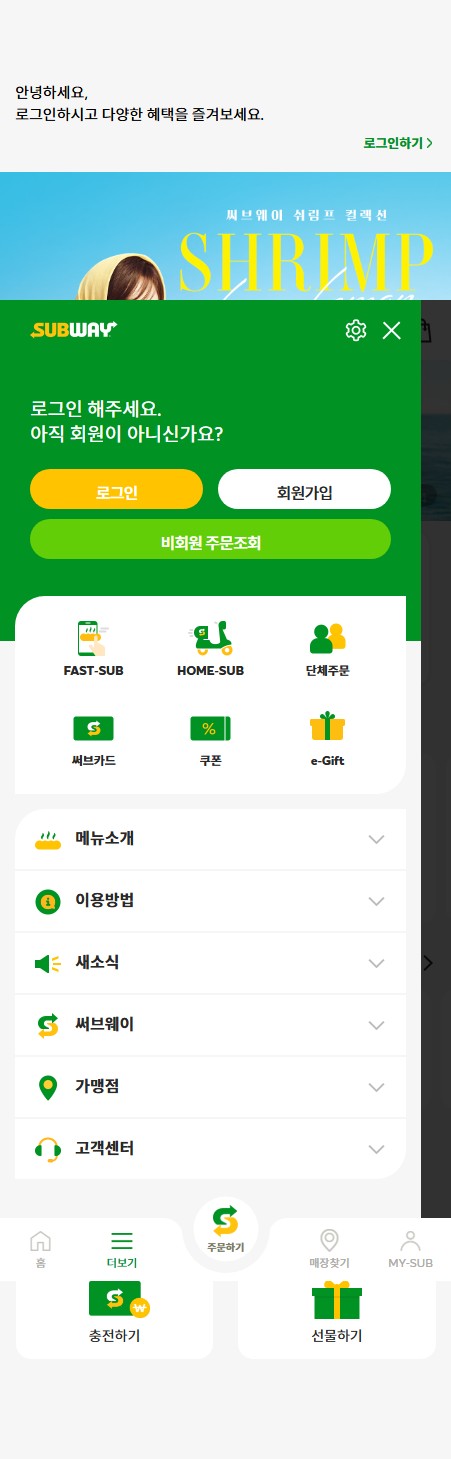 안녕하세요,
로그인하시고 다양한 혜택을 즐겨보세요.
로그인하기
써브웨이 쉬림프 컬렉션
SHRIMP
SUBWAY
로그인 해주세요.
아직 회원이 아니신가요?
로그인
회원가입
비회원 주문조회
FAST-SUB
HOME-SUB
단체주문
써브카드
쿠폰
e-Gift
메뉴소개
이용방법
새소식
써브웨이
가맹점
고객센터
홈
더보기
주문하기
매장찾기
MY-SUB
충전하기
선물하기